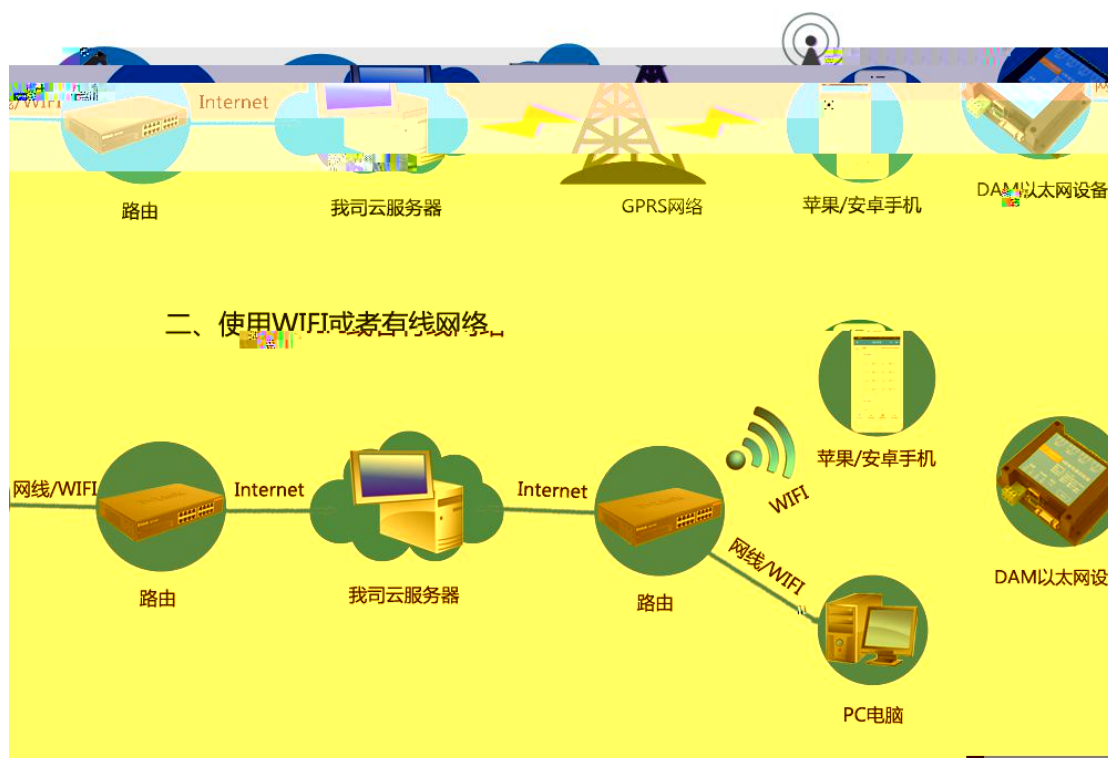 网线/WIFI
Internet
路由
我司云服务器
GPRS网络
苹果/安卓手机
DAM以太网设备
二、使用WIFI或者有线网络
苹果/安卓手机
网线/WIFI
Internet
Internet
WIFI
网线/WIFI
路由
我司云服务器
路由
DAM以太网设
PC电脑